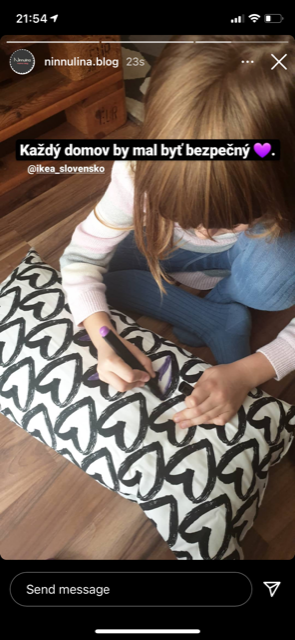 21:54
ninnulina.blog 23s
Každý domov by mal byť bezpečný 💜.
@ikea_slovensko
Send message